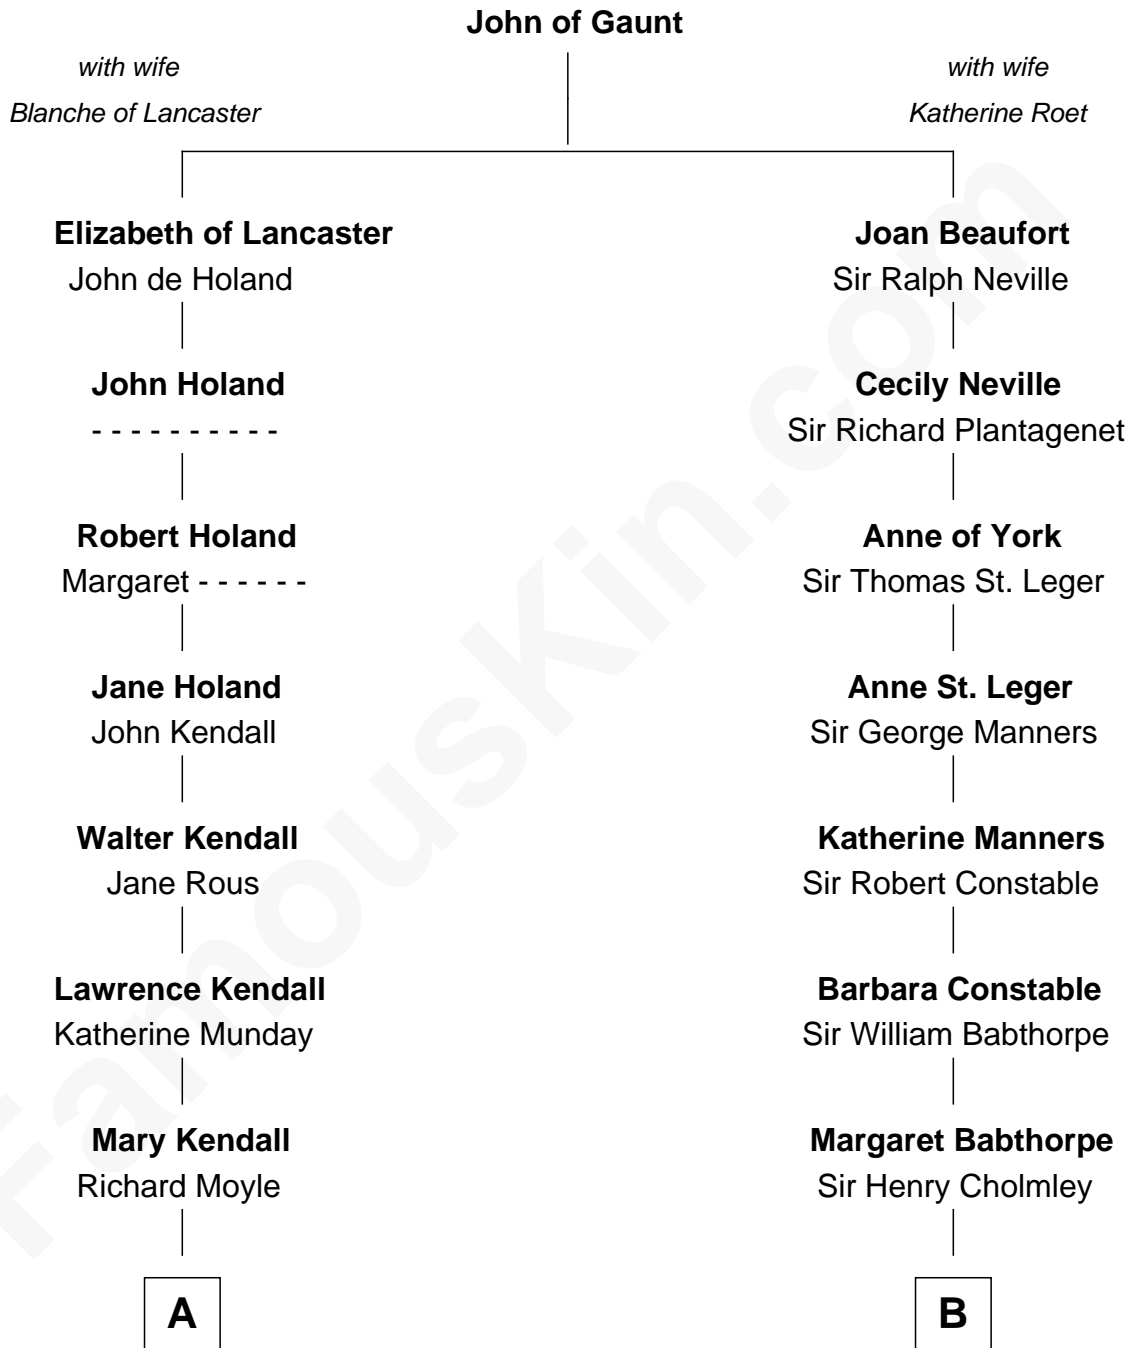 John of Gaunt
with wife
Blanche of Lancaster
with wife
Katherine Roet
Elizabeth of Lancaster
John de Holand
Joan Beaufort
Sir Ralph Neville
John Holand
- - - - - - - - - -
Cecily Neville
Sir Richard Plantagenet
Robert Holand
Margaret - - - - - -
Anne of York
Sir Thomas St. Leger
Jane Holand
John Kendall
Anne St. Leger
Sir George Manners
Walter Kendall
Jane Rous
Katherine Manners
Sir Robert Constable
Lawrence Kendall
Katherine Munday
Barbara Constable
Sir William Babthorpe
Mary Kendall
Richard Moyle
Margaret Babthorpe
Sir Henry Cholmley
A
B
FamousKin.com